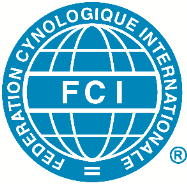 FEDERATION CYNOLOGIQUE INTERNATIONALE
FCI
®